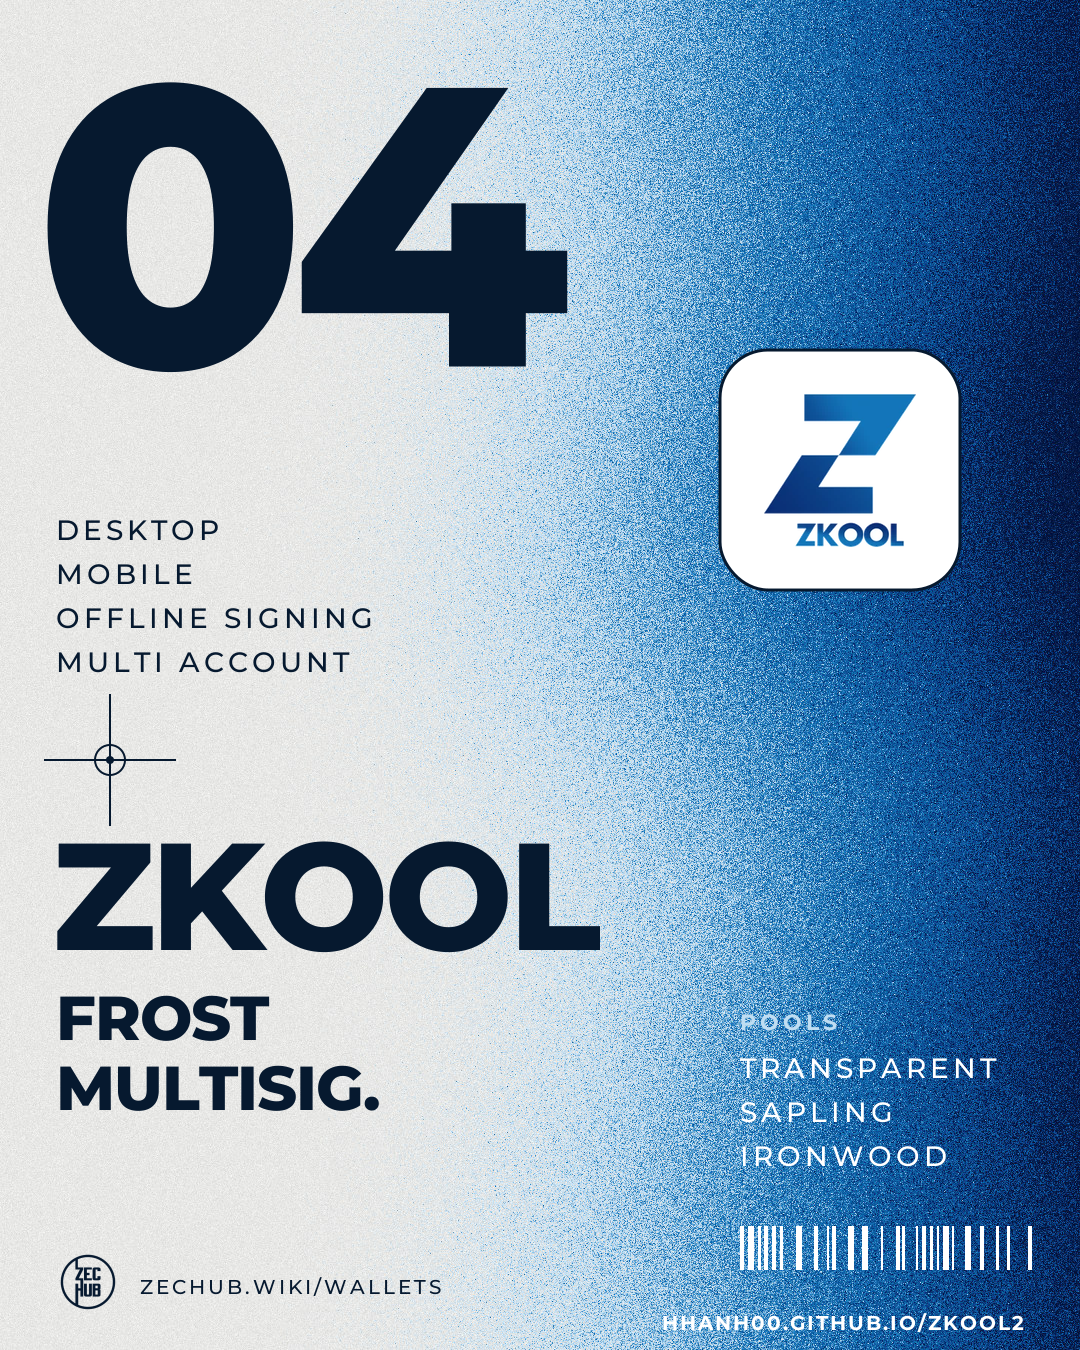 04
ZKOOL
DESKTOP
MOBILE
OFFLINE SIGNING
MULTI ACCOUNT
ZKOOL
FROST
MULTISIG.
POOLS
TRANSPARENT
SAPLING
IRONWOOD
ZEC
HUB
ZECHUB.WIKI/WALLETS
HHANH00.GITHUB.IO/ZKOOL2